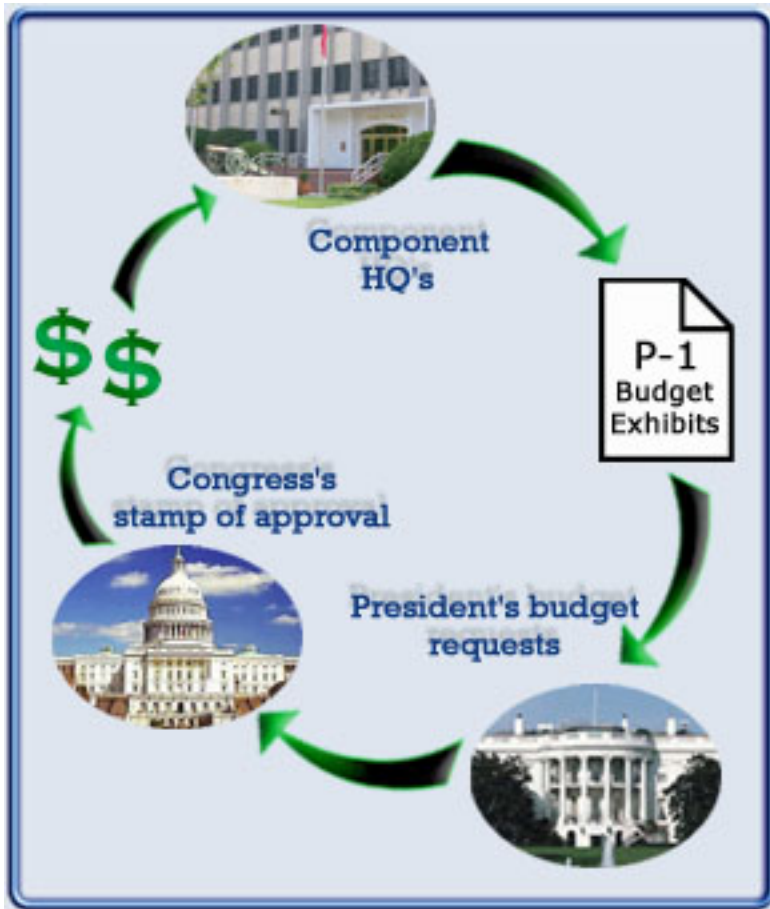 Component
HQ's
P-1
Budget
Exhibits
President's budget
requests
Congress's
stamp of approval
$$